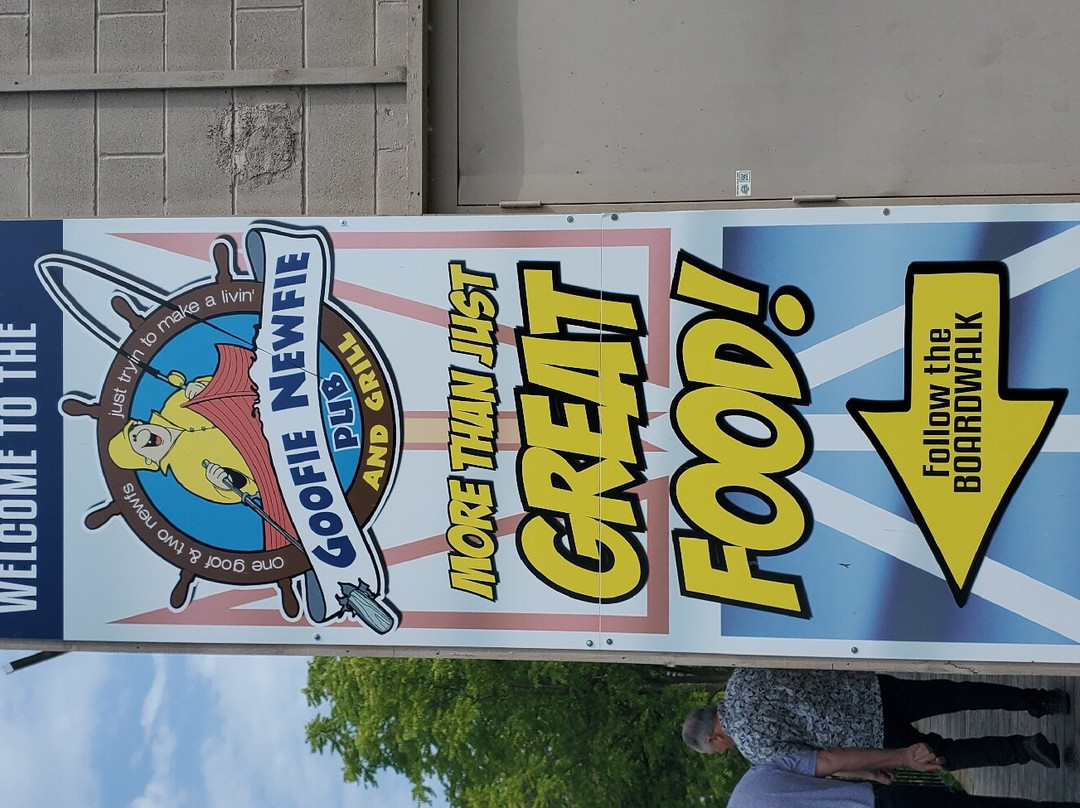 WELCOME TO THE
just tryin to make a livin'
one goof & two newfs
GOOFIE NEWFIE
PUB
AND GRILL
MORE THAN JUST
GREAT
FOOD!
Follow the
BOARDWALK